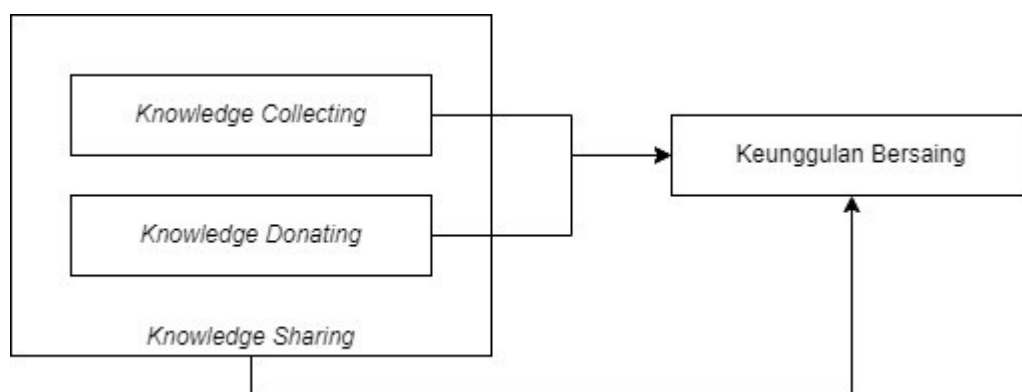 Knowledge Collecting
Keunggulan Bersaing
Knowledge Donating
Knowledge Sharing